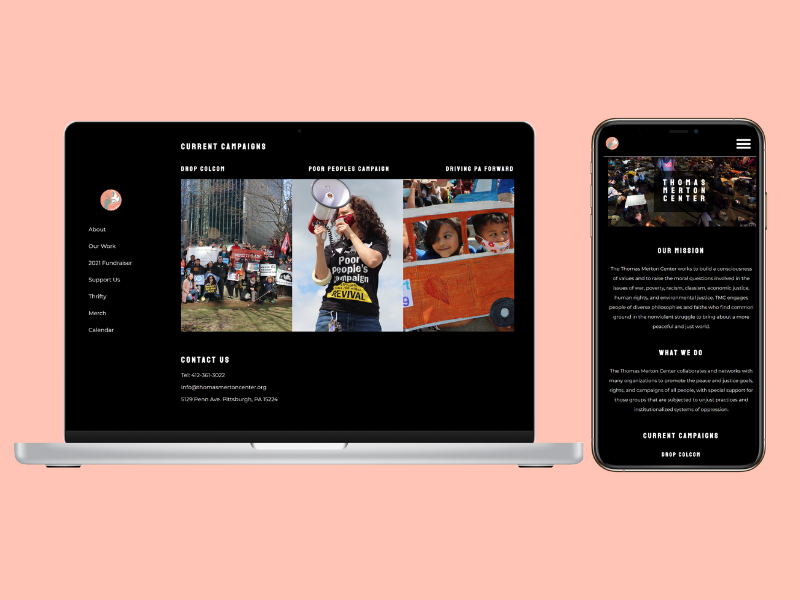 CURRENT CAMPAIGNS
DROP COLCOM
POOR PEOPLES CAMPAIGN
DRIVING PA FORWARD
About
Our Work
2021 Fundraiser
Support Us
Thrifty
Merch
Calendar
Poor
People's
Campaign
REVIVAL
CONTACT US
Tel: 412-361-3022
info@thomasmertoncenter.org
5129 Penn Ave. Pittsburgh, PA 15224
THOMAS
MERTON
CENTER
OUR MISSION
The Thomas Merton Center works to build a consciousness
of values and to raise the moral questions involved in the
issues of war, poverty, racism, classism, economic justice,
human rights, and environmental justice. TMC engages
people of diverse philosophies and faiths who find common
ground in the nonviolent struggle to bring about a more
peaceful and just world.
WHAT WE DO
The Thomas Merton Center collaborates and networks with
many organizations to promote the peace and justice goals,
rights, and campaigns of all people, with special support for
those groups that are subjected to unjust practices and
institutionalized systems of oppression.
CURRENT CAMPAIGNS
DROP COLCOM